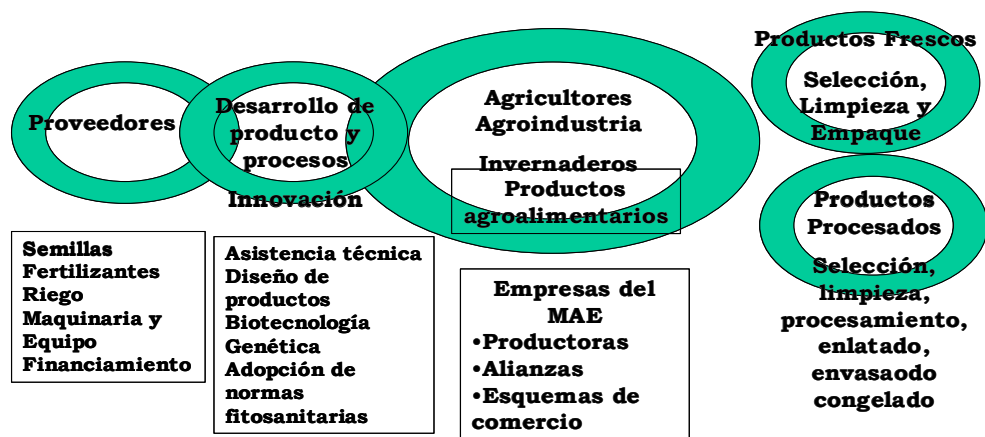 Proveedores
Semillas
Fertilizantes
Riego
Maquinaria y
Equipo
Financiamiento
Desarrollo de
producto y
procesos
Innovación
Asistencia técnica
Diseño de
productos
Biotecnología
Genética
Adopción de
normas
fitosanitarias
Agricultores
Agroindustria
Invernaderos
Productos
agroalimentarios
Empresas del
MAE
•Productoras
•Alianzas
•Esquemas de
comercio
Productos Frescos
Selección,
Limpieza y
Empaque
Productos
Procesados
Selección,
limpieza,
procesamiento,
enlatado,
envasaodo
congelado